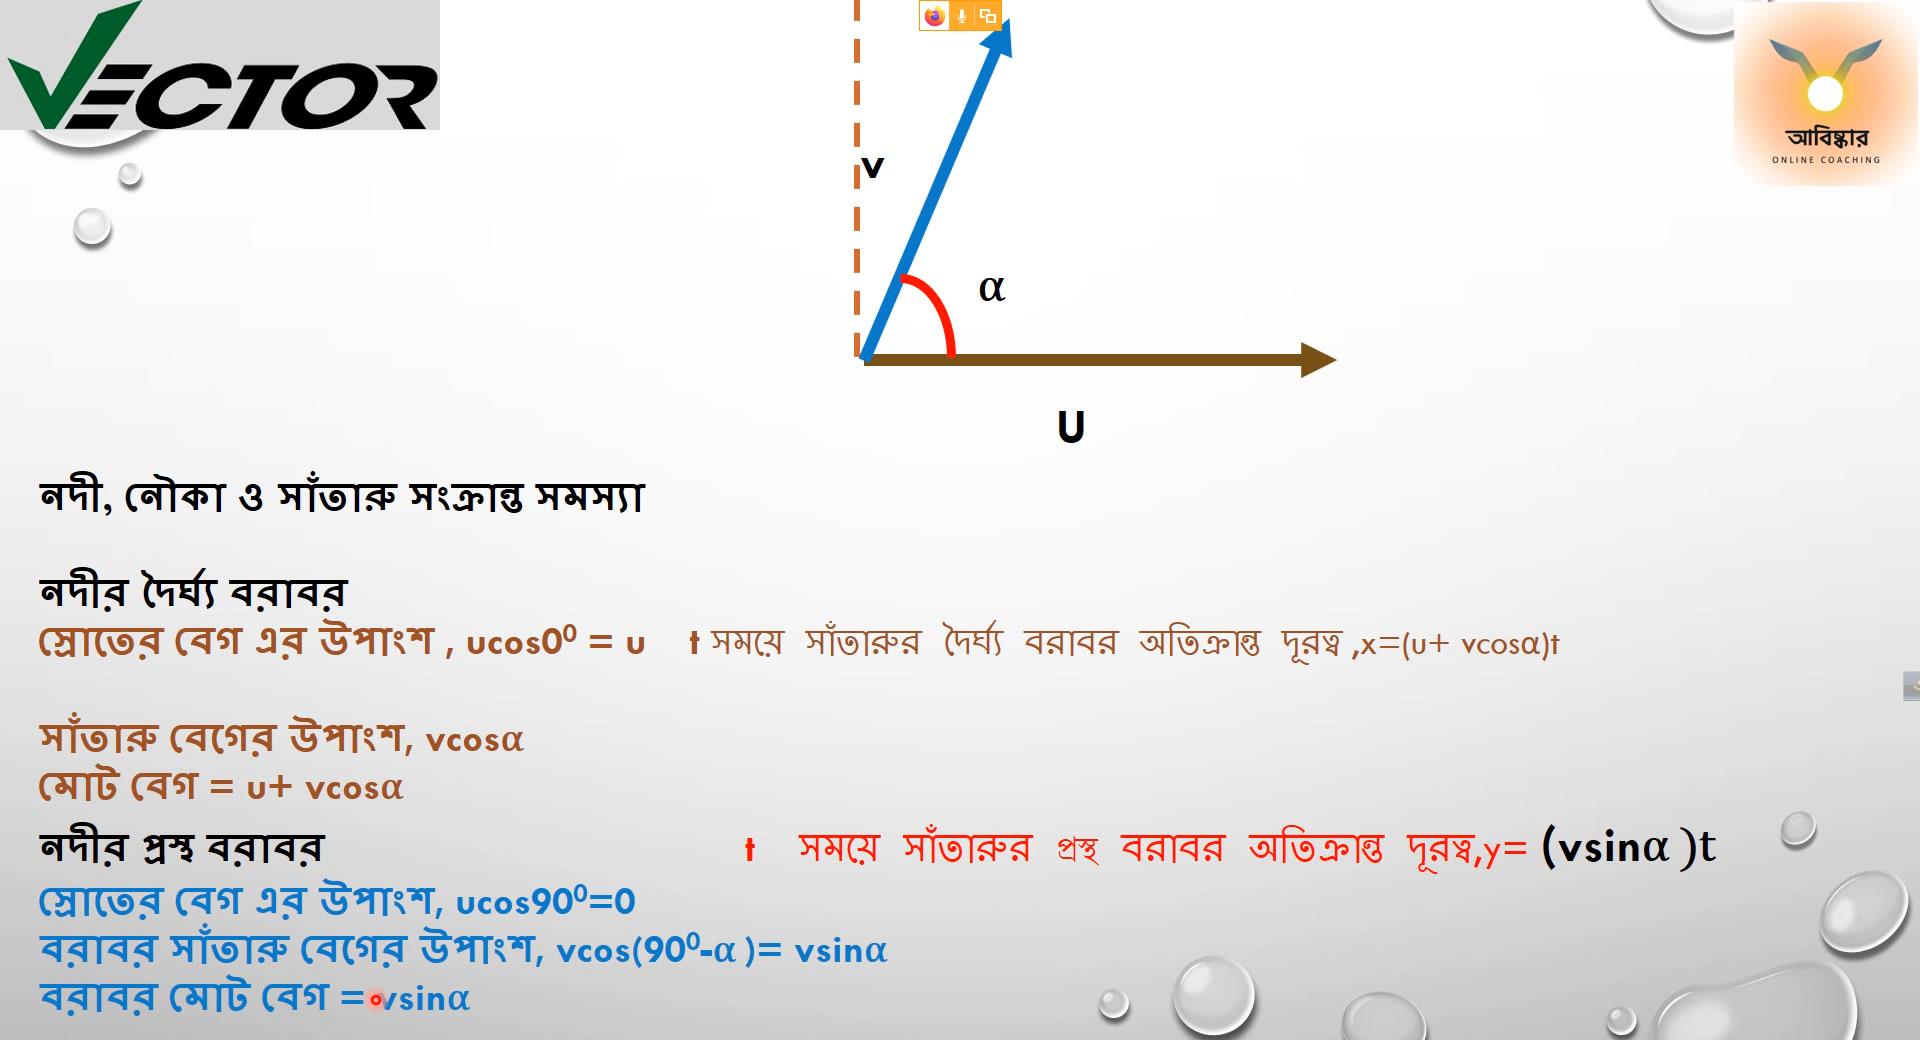 VECTOR
আবিষ্কার
ONLINE COACHING
v
α
U
নদী, নৌকা ও সাঁতারু সংক্রান্ত সমস্যা
নদীর দৈর্ঘ্য বরাবর
স্রোতের বেগ এর উপাংশ , ucos0⁰ = u t সময়ে সাঁতারুর দৈর্ঘ্য বরাবর অতিক্রান্ত দূরত্ব ,x=(u+ vcosα)t
সাঁতারু বেগের উপাংশ, vcosα
মোট বেগ = u+ vcosα
নদীর প্রস্থ বরাবর t সময়ে সাঁতারুর প্রস্থ বরাবর অতিক্রান্ত দূরত্ব,y= (vsinα )t
স্রোতের বেগ এর উপাংশ, ucos90⁰=0
বরাবর সাঁতারু বেগের উপাংশ, vcos(90⁰-α )= vsinα
বরাবর মোট বেগ = vsinα